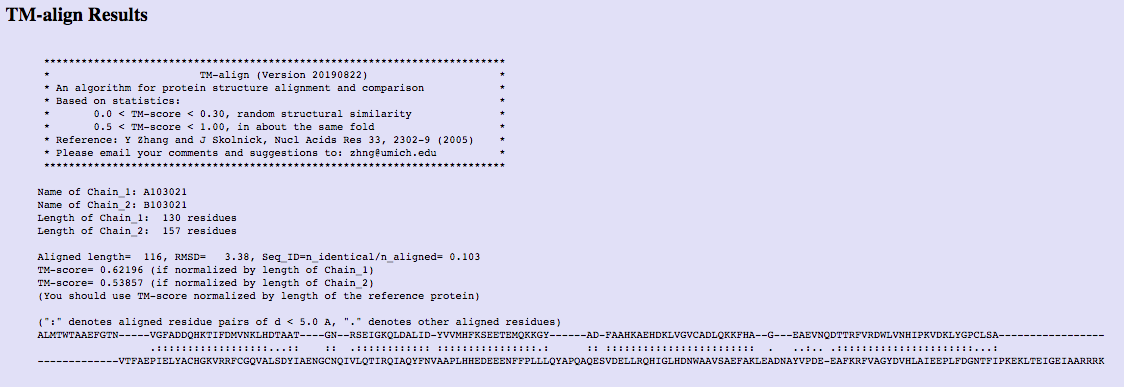 TM-align Results
**************************************************************************
* TM-align (Version 20190822) *
* An algorithm for protein structure alignment and comparison *
* Based on statistics: *
* 0.0 < TM-score < 0.30, random structural similarity *
* 0.5 < TM-score < 1.00, in about the same fold *
* Reference: Y Zhang and J Skolnick, Nucl Acids Res 33, 2302-9 (2005) *
* Please email your comments and suggestions to: zhng@umich.edu *
**************************************************************************
Name of Chain_1: A103021
Name of Chain_2: B103021
Length of Chain_1: 130 residues
Length of Chain_2: 157 residues
Aligned length= 116, RMSD= 3.38, Seq_ID=n_identical/n_aligned= 0.103
TM-score= 0.62196 (if normalized by length of Chain_1)
TM-score= 0.53857 (if normalized by length of Chain_2)
(You should use TM-score normalized by length of the reference protein)
(":" denotes aligned residue pairs of d < 5.0 A, "." denotes other aligned residues)
ALMTWTAAEFGTN-----VGFADDQHKTIFDMVNKLHDTAAT----GN--RSEIGKQLDALID-YVVMHFKSEETEMQKKGY------AD-FAAHKAEHDKLVGVCADLQKKFHA--G---EAEVNQDTTRFVRDWLVNHIPKVDKLYGPCLSA-----------------
.::::::::::::::::::...:: :: .:::::::::::: :::::::::::::::.: :: :::::::::::::::::::::::: . ..:. .::::::::::::::::::::::...:
-------------VTFAEPIELYACHGKVRRFCGQVALSDYIAENGCNQIVLQTIRQIAQYFNVAAPLHHEDEEENFFPLLLQYAPQAQESVDELLRQHIGLHDNWAAVSAEFAKLEADNAYVPDE-EAFKRFVAGYDVHLAIEEPLFDGNTFIPKEKLTEIGEIAARRRK